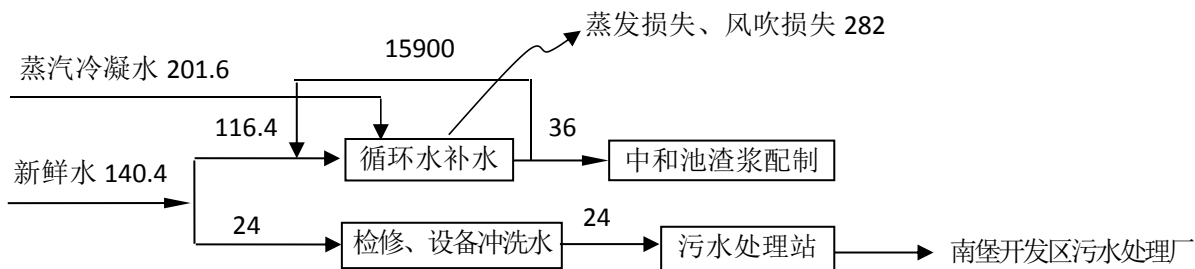 蒸发损失、风吹损失 282
15900
蒸汽冷凝水 201.6
116.4
36
循环水补水
中和池渣浆配制
新鲜水 140.4
24
24
检修、设备冲洗水
污水处理站
南堡开发区污水处理厂